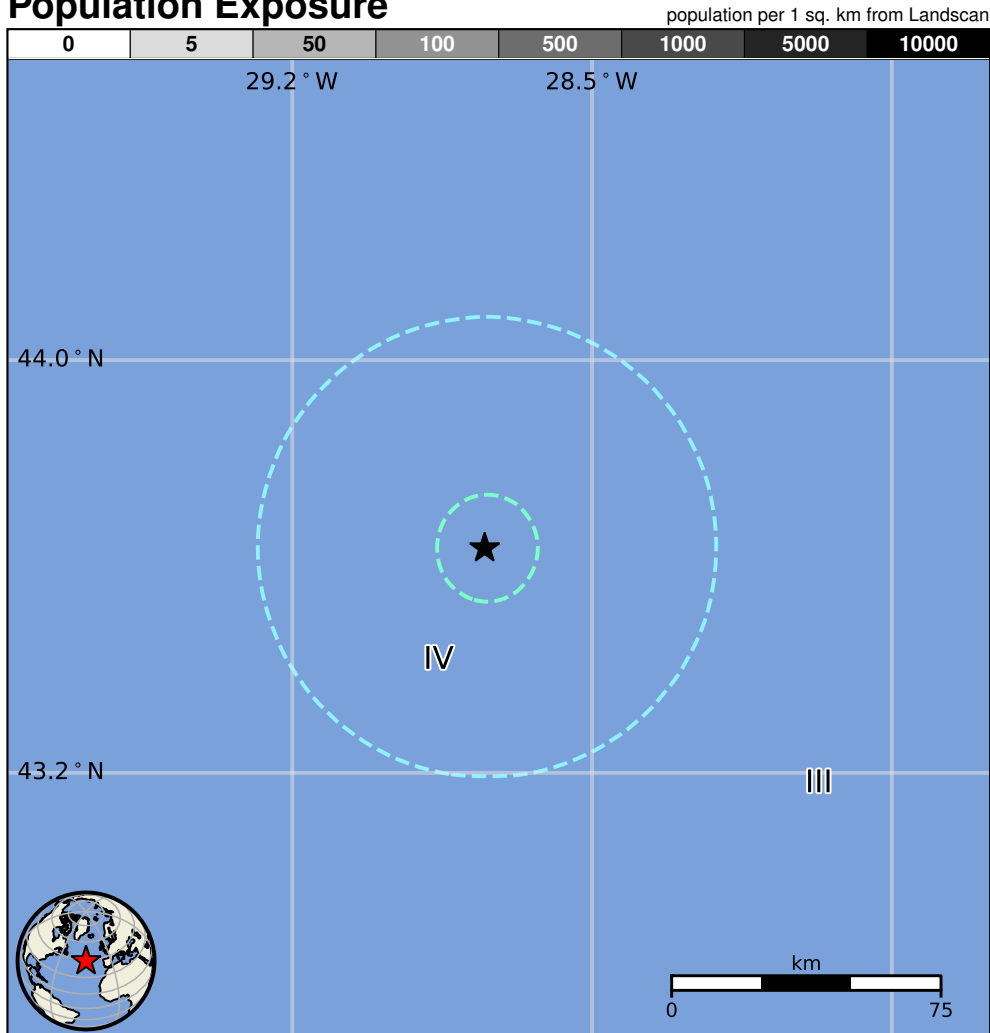 Population Exposure
population per 1 sq. km from Landscan
0 5 50 100 500 1000 5000 10000
29.2°W 28.5°W
44.0°N
IV
43.2°N
III
km
0 75